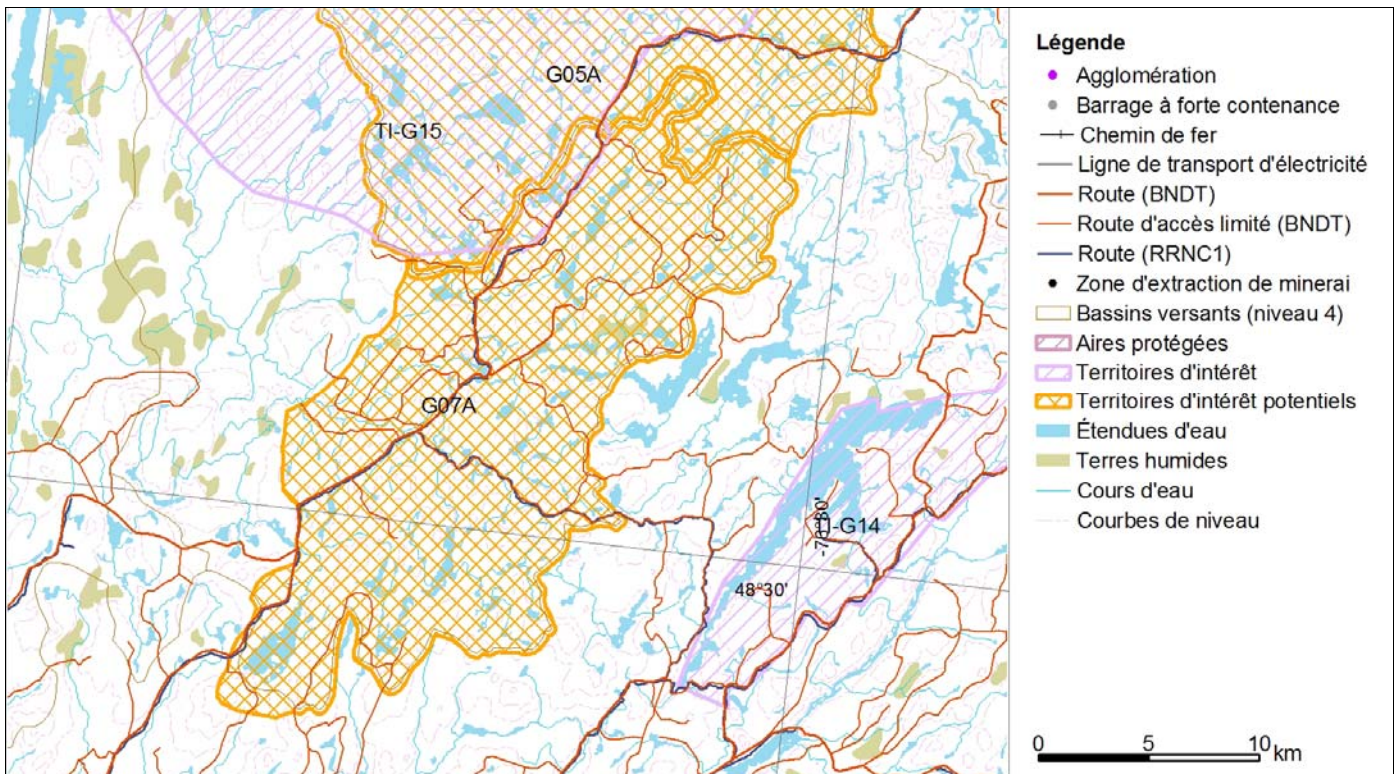 G05A
TI-G15
G07A
TI-G14
48°30'
Légende
Agglomération
Barrage à forte contenance
Chemin de fer
Ligne de transport d'électricité
Route (BNDT)
Route d'accès limité (BNDT)
Route (RRNC1)
Zone d'extraction de minerai
Bassins versants (niveau 4)
Aires protégées
Territoires d'intérêt
Territoires d'intérêt potentiels
Étendues d'eau
Terres humides
Cours d'eau
Courbes de niveau
0 5 10 km